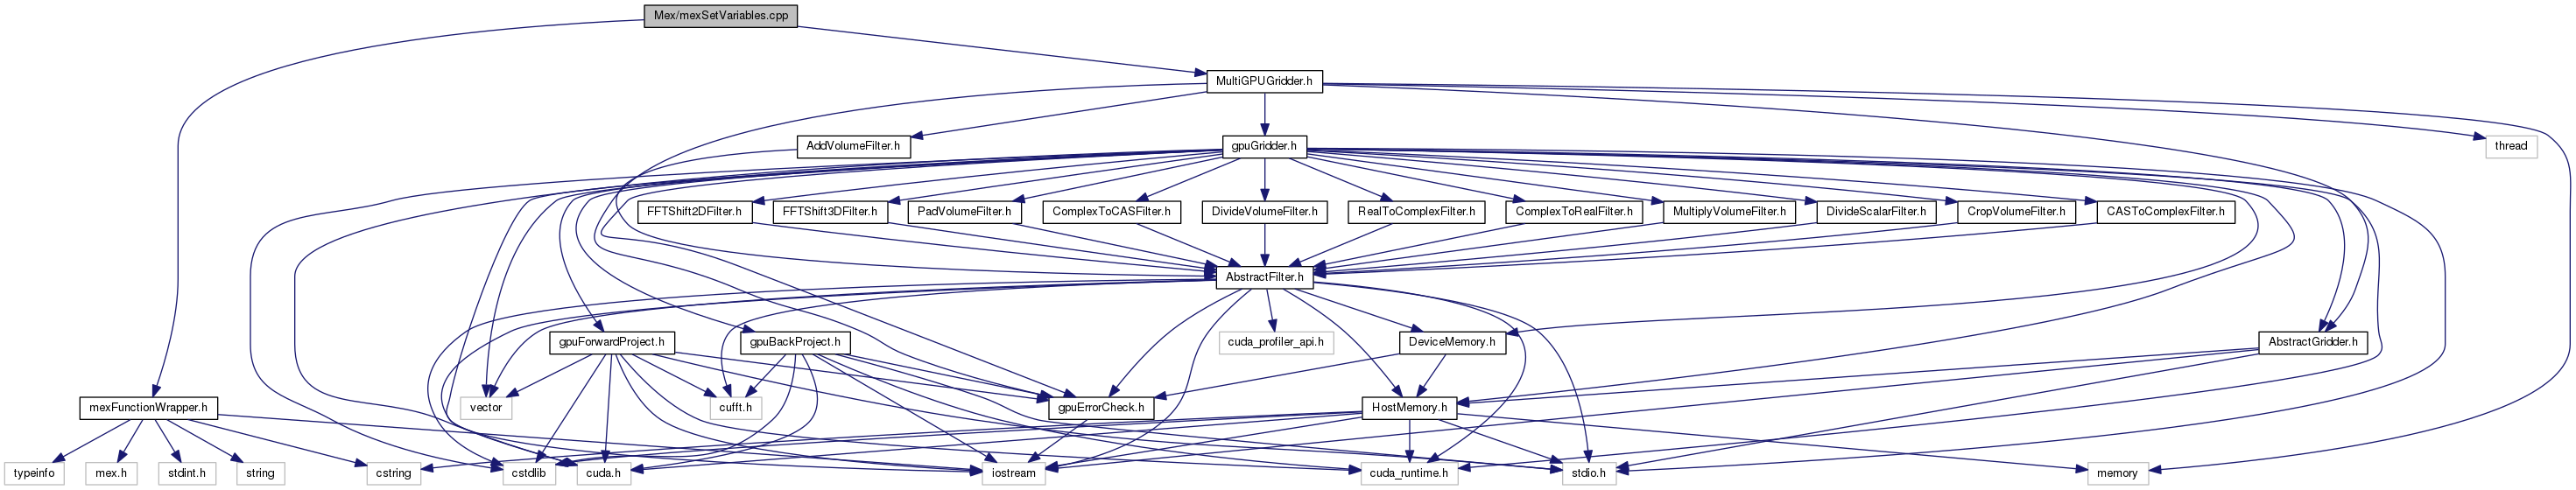 Mex/mexSetVariables.cpp
MultiGPUGridder.h
AddVolumeFilter.h
gpuGridder.h
thread
FFTShift2DFilter.h
FFTShift3DFilter.h
PadVolumeFilter.h
ComplexToCASFilter.h
DivideVolumeFilter.h
RealToComplexFilter.h
ComplexToRealFilter.h
MultiplyVolumeFilter.h
DivideScalarFilter.h
CropVolumeFilter.h
CASToComplexFilter.h
AbstractFilter.h
gpuForwardProject.h
gpuBackProject.h
cuda_profiler_api.h
DeviceMemory.h
AbstractGridder.h
mexFunctionWrapper.h
vector
cufft.h
gpuErrorCheck.h
HostMemory.h
typeinfo
mex.h
stdint.h
string
cstring
cstdlib
cuda.h
iostream
cuda_runtime.h
stdio.h
memory